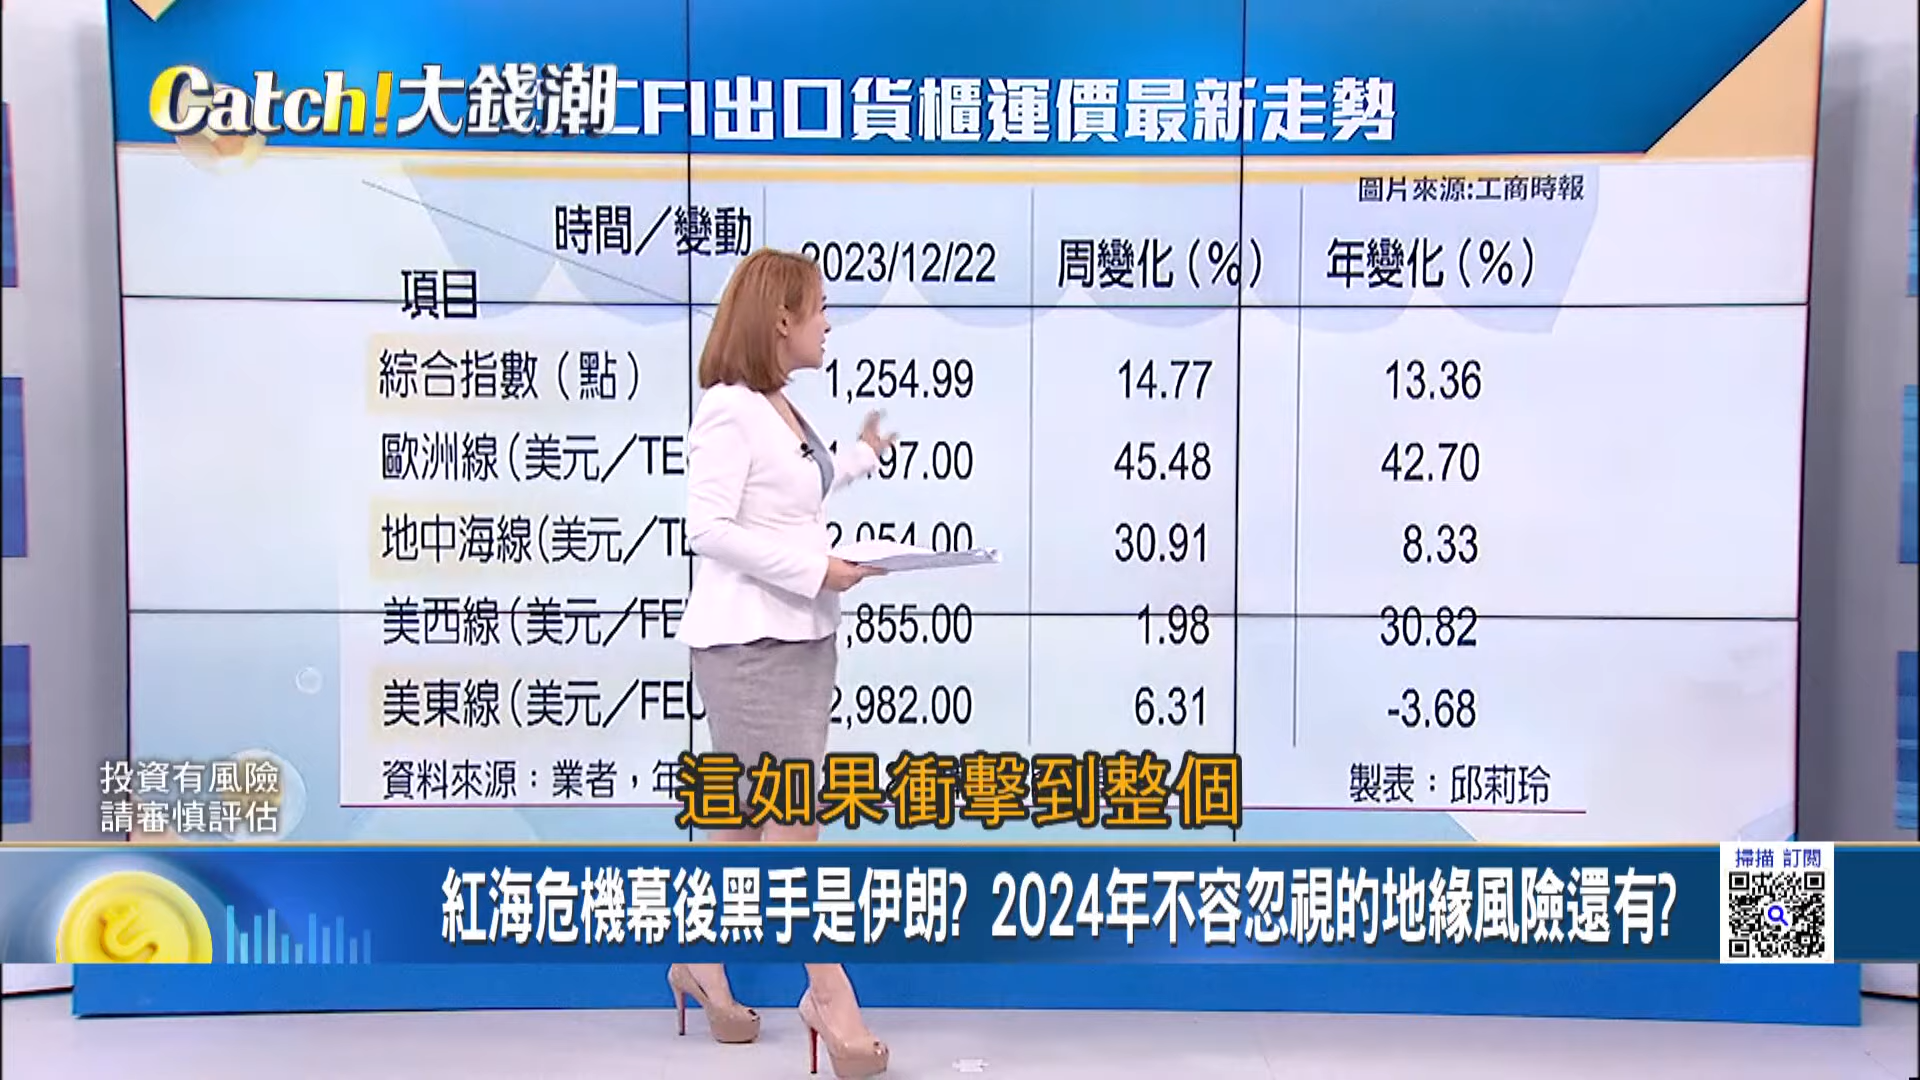 Catch!大錢潮
CFI出口貨櫃運價最新走勢
圖片來源:工商時報
時間／變動
項目
2023/12/22
周變化(%)
年變化(%)
綜合指數(點)
1,254.99
14.77
13.36
歐洲線(美元／TE
97.00
45.48
42.70
地中海線(美元／TE
2,054.00
30.91
8.33
美西線(美元／FE
,855.00
1.98
30.82
美東線(美元／FEU
2,982.00
6.31
-3.68
資料來源：業者，年
製表：邱莉玲
投資有風險
請審慎評估
這如果衝擊到整個
紅海危機幕後黑手是伊朗? 2024年不容忽視的地緣風險還有?
掃描 訂閱